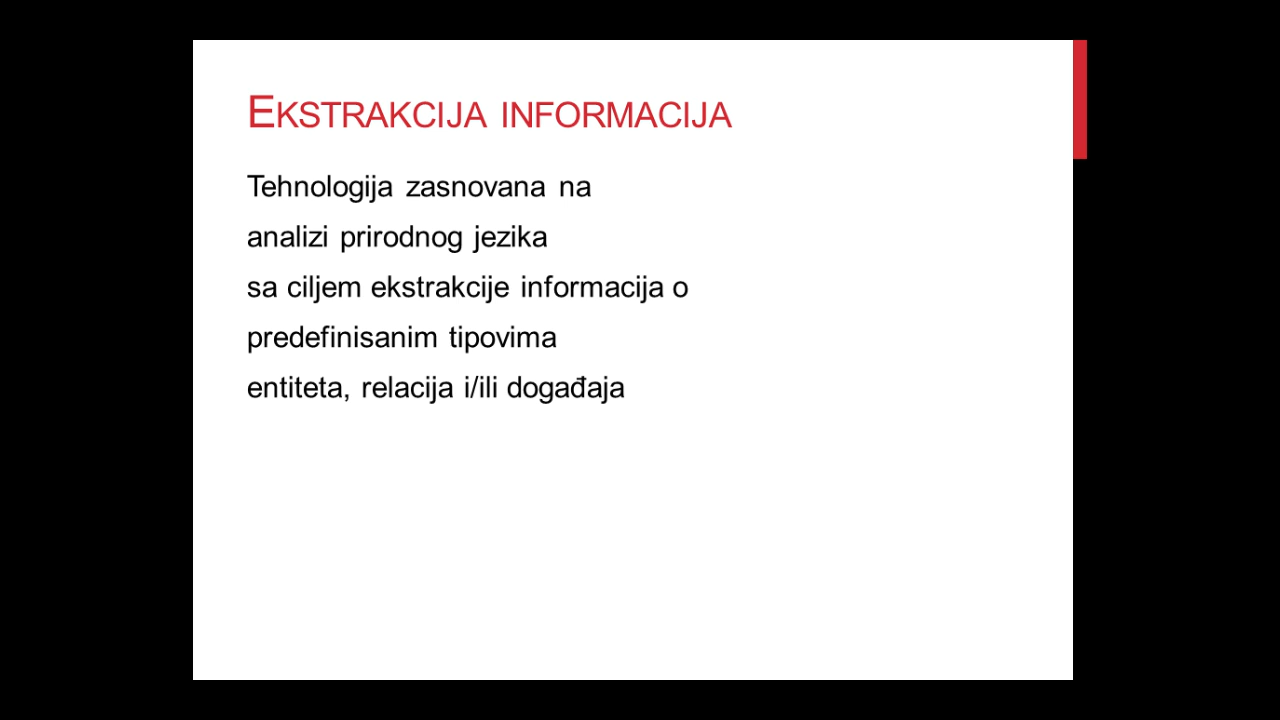 EKSTRAKCIJA INFORMACIJA
Tehnologija zasnovana na
analizi prirodnog jezika
sa ciljem ekstrakcije informacija o
predefinisanim tipovima
entiteta, relacija i/ili događaja